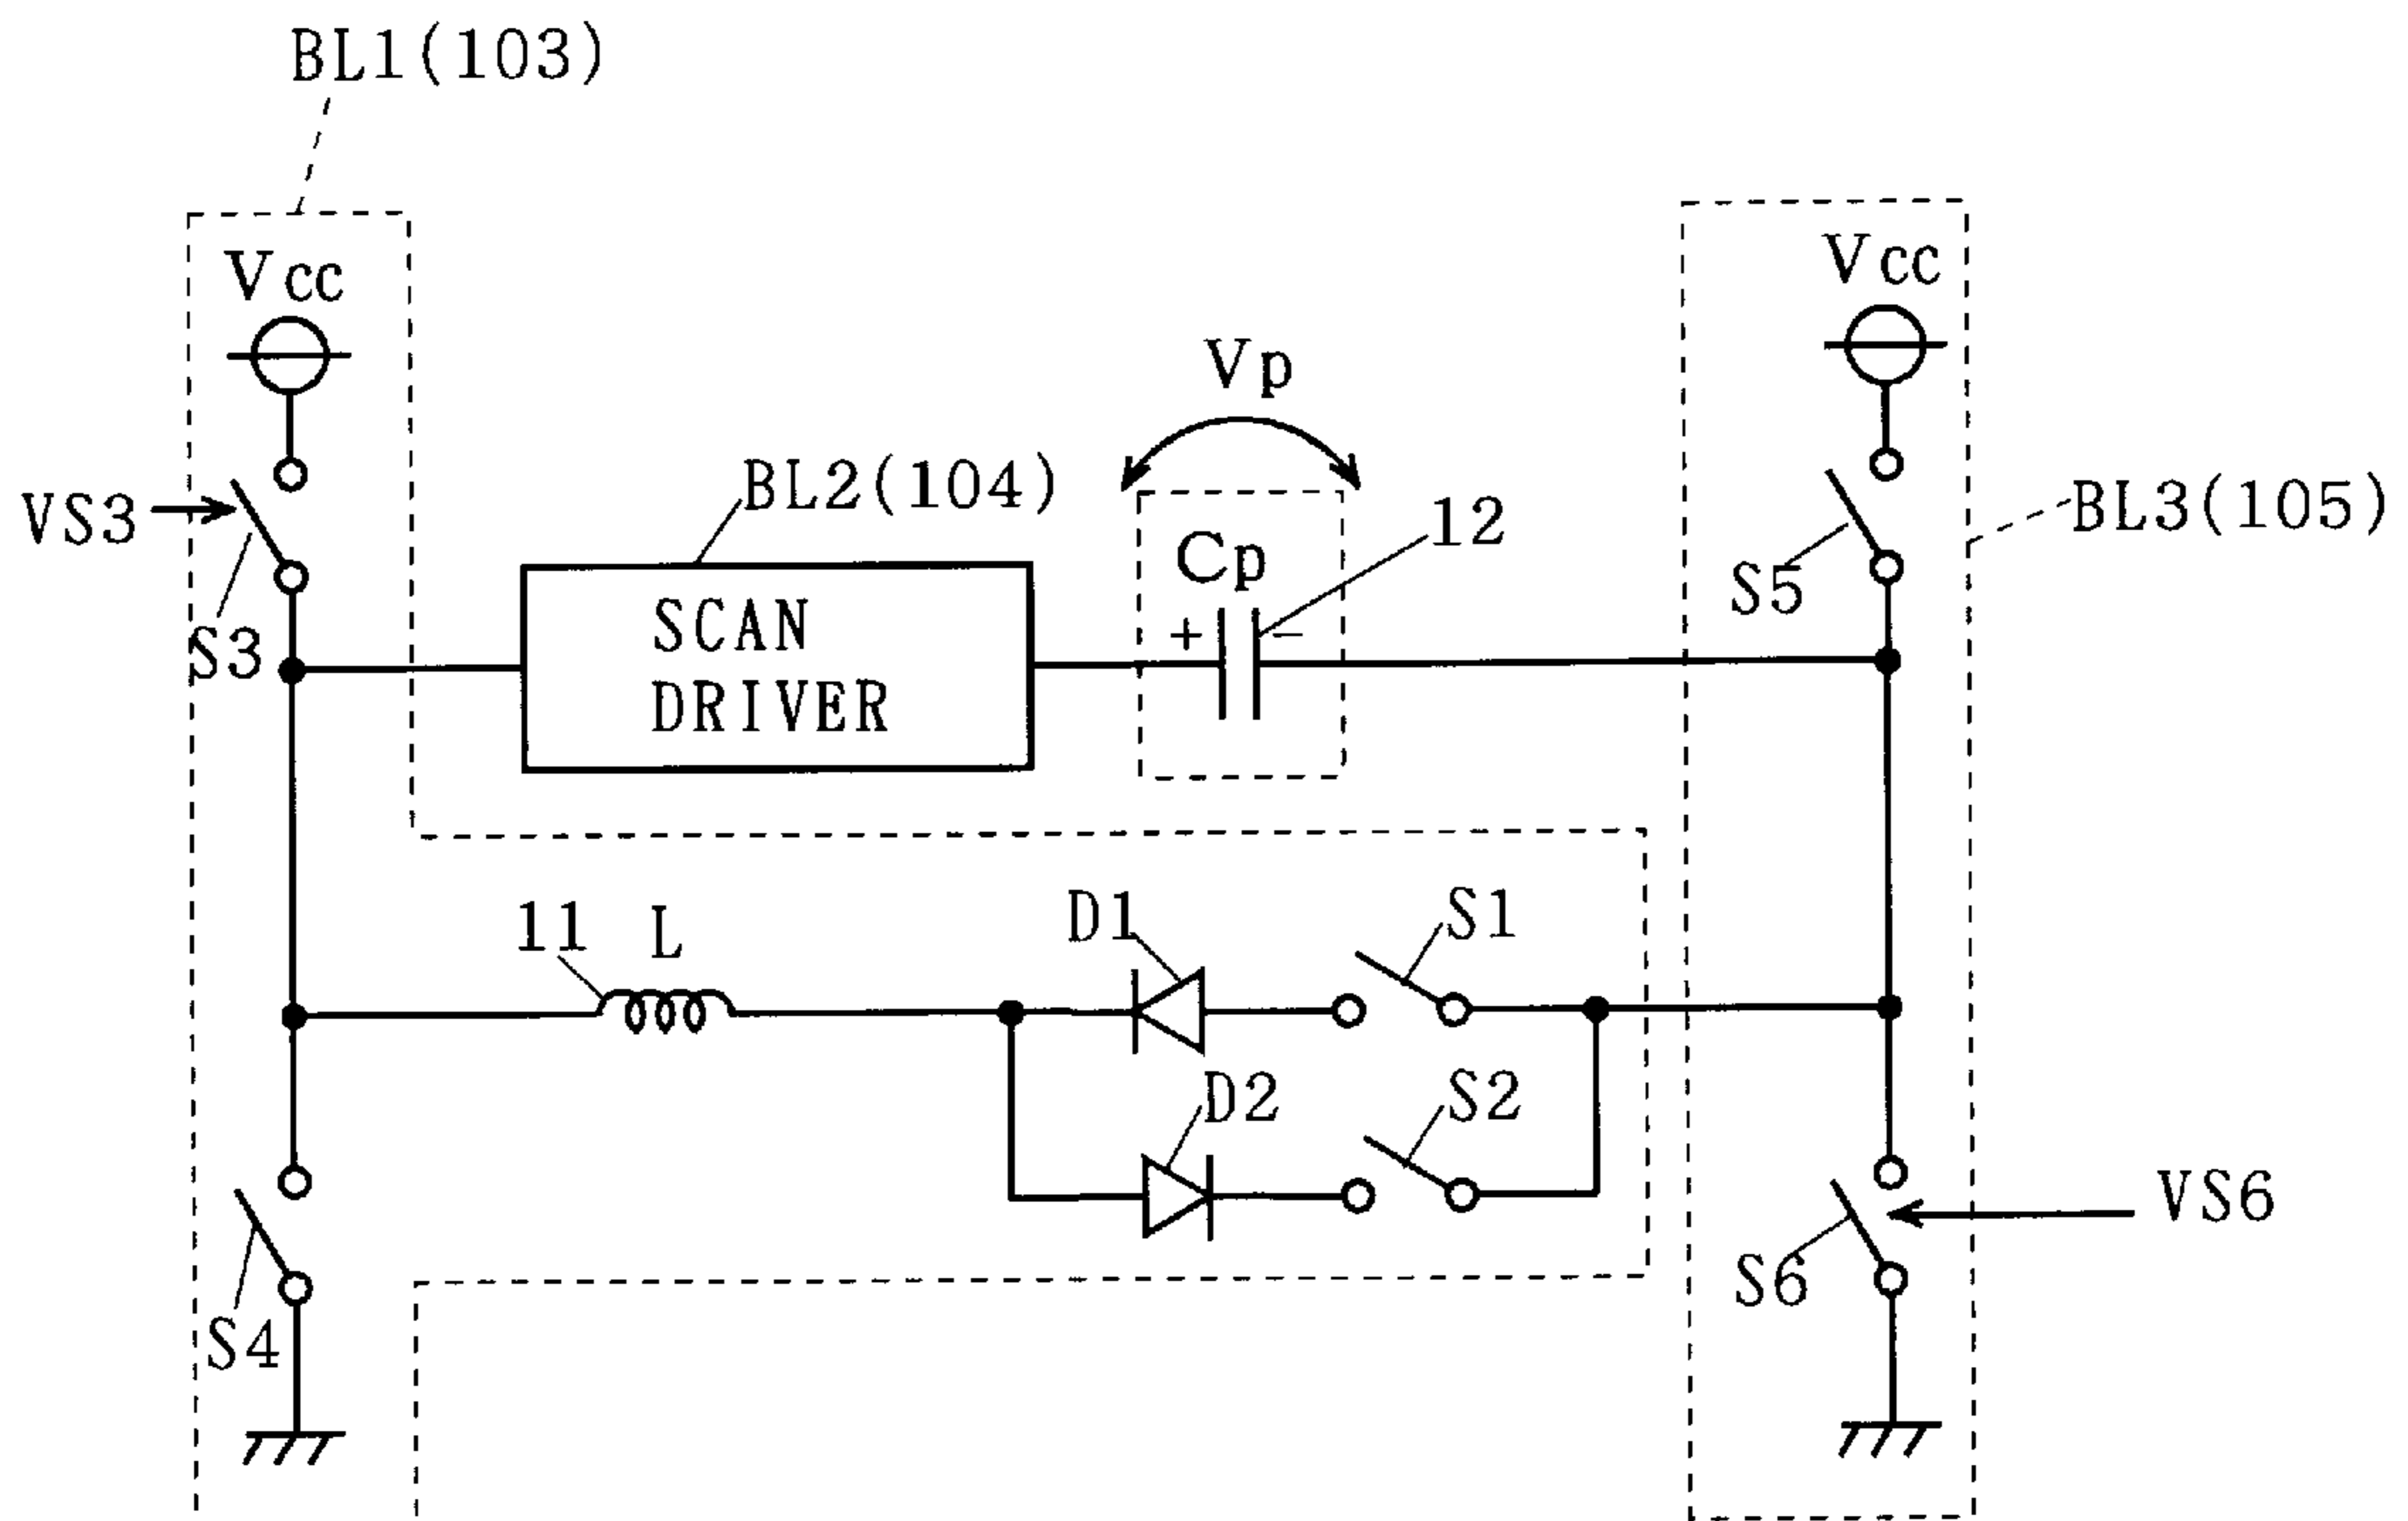 BL1(103)
Vcc
Vcc
Vp
VS3
BL2(104)
12
BL3(105)
Cp
S5
S3
+
−
SCAN
DRIVER
11
L
D1
S1
D2
S2
VS6
S6
S4